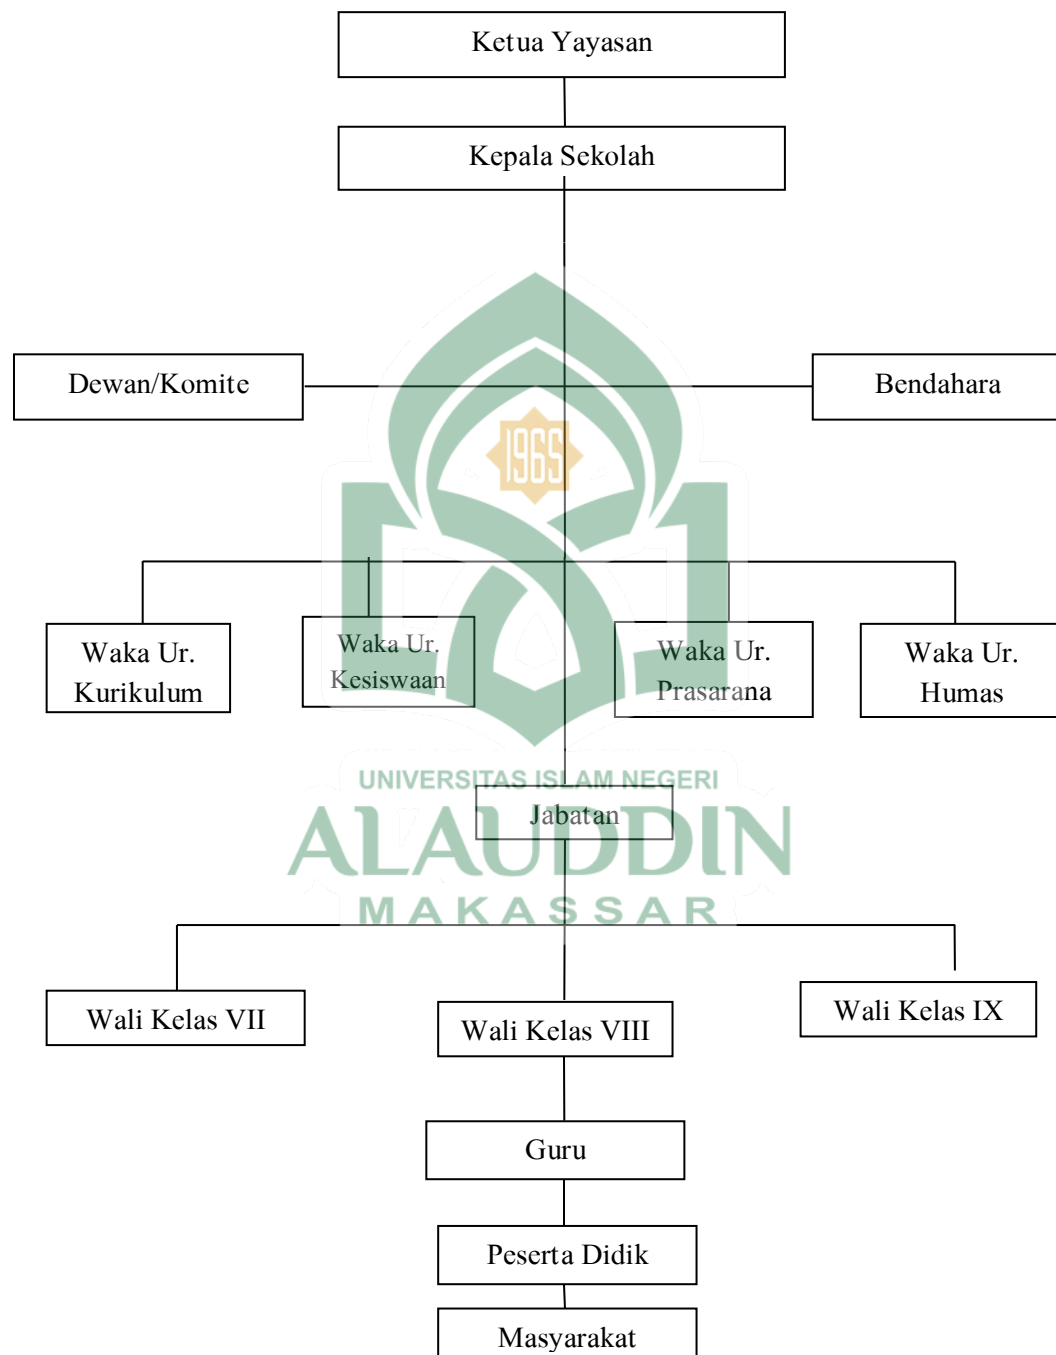 Ketua Yayasan
Kepala Sekolah
Dewan/Komite
Bendahara
1965
Waka Ur.
Kurikulum
Waka Ur.
Kesiswaan
Waka Ur.
Prasarana
Waka Ur.
Humas
UNIVERSITAS ISLAM NEGERI
Jabatan
ALAUDDIN
MAKASSAR
Wali Kelas VII
Wali Kelas VIII
Wali Kelas IX
Guru
Peserta Didik
Masyarakat